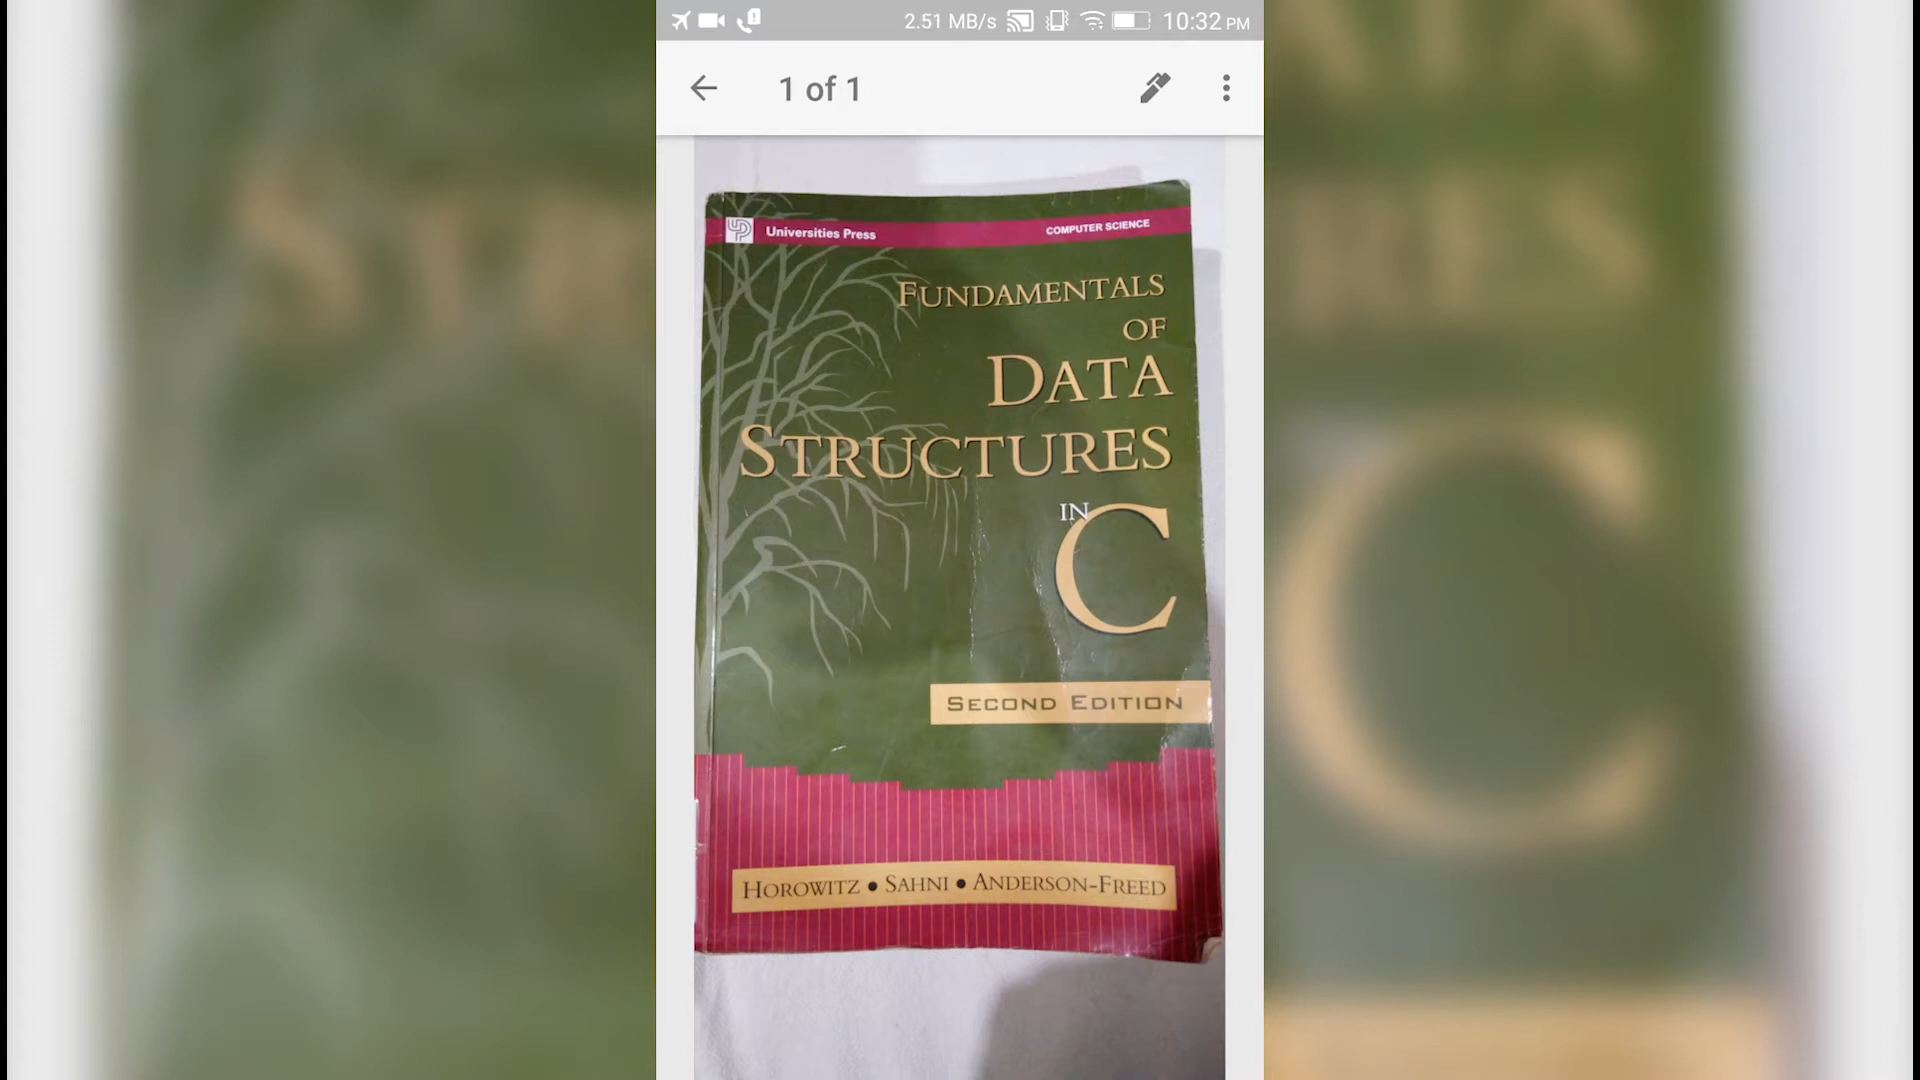 2.51 MB/s 10:32 PM
1 of 1
Universities Press COMPUTER SCIENCE
FUNDAMENTALS
OF
DATA
STRUCTURES
IN
C
SECOND EDITION
HOROWITZ • SAHNI • ANDERSON-FREED